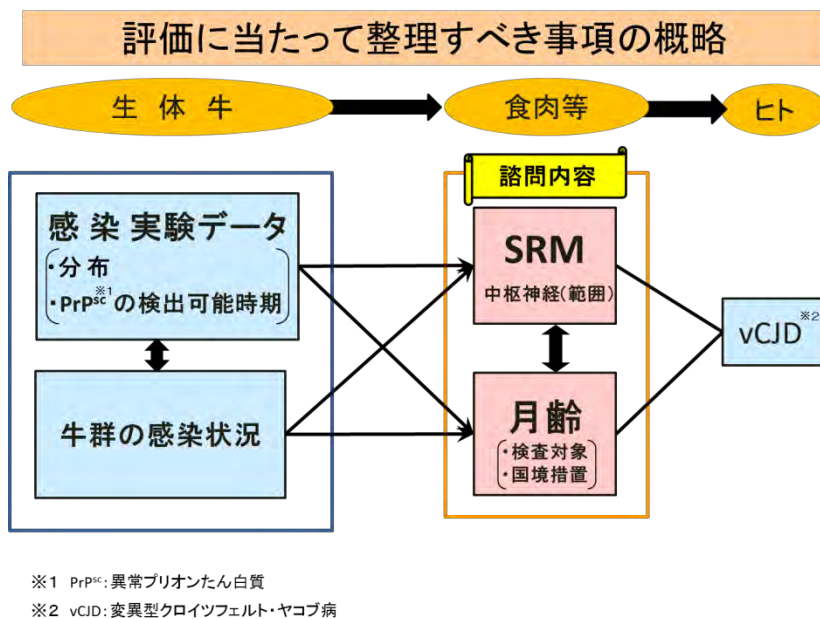 評価に当たって整理すべき事項の概略
生 体 牛
食肉等
ヒト
感 染 実験データ
・分 布
・PrPsc※1の検出可能時期
牛群の感染状況
諮問内容
SRM
中枢神経(範囲)
月齢
・検査対象
・国境措置
vCJD※2
※1 PrPsc:異常プリオンたん白質
※2 vCJD:変異型クロイツフェルト・ヤコブ病